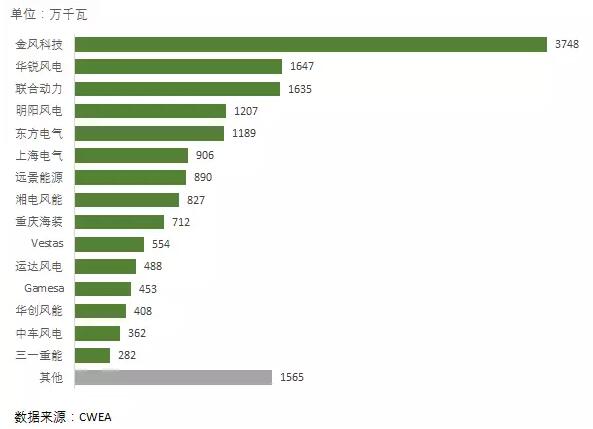 单位：万千瓦
金风科技 3748
华锐风电 1647
联合动力 1635
明阳风电 1207
东方电气 1189
上海电气 906
远景能源 890
湘电风能 827
重庆海装 712
Vestas 554
运达风电 488
Gamesa 453
华创风能 408
中车风电 362
三一重能 282
其他 1565
数据来源：CWEA